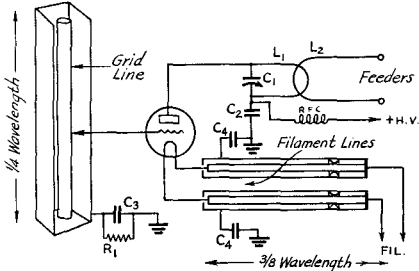 1/4 Wavelength
Grid Line
L1
L2
C1
Feeders
C2
R F C
+H.V.
C4
Filament Lines
C3
R1
C4
FIL.
3/8 Wavelength